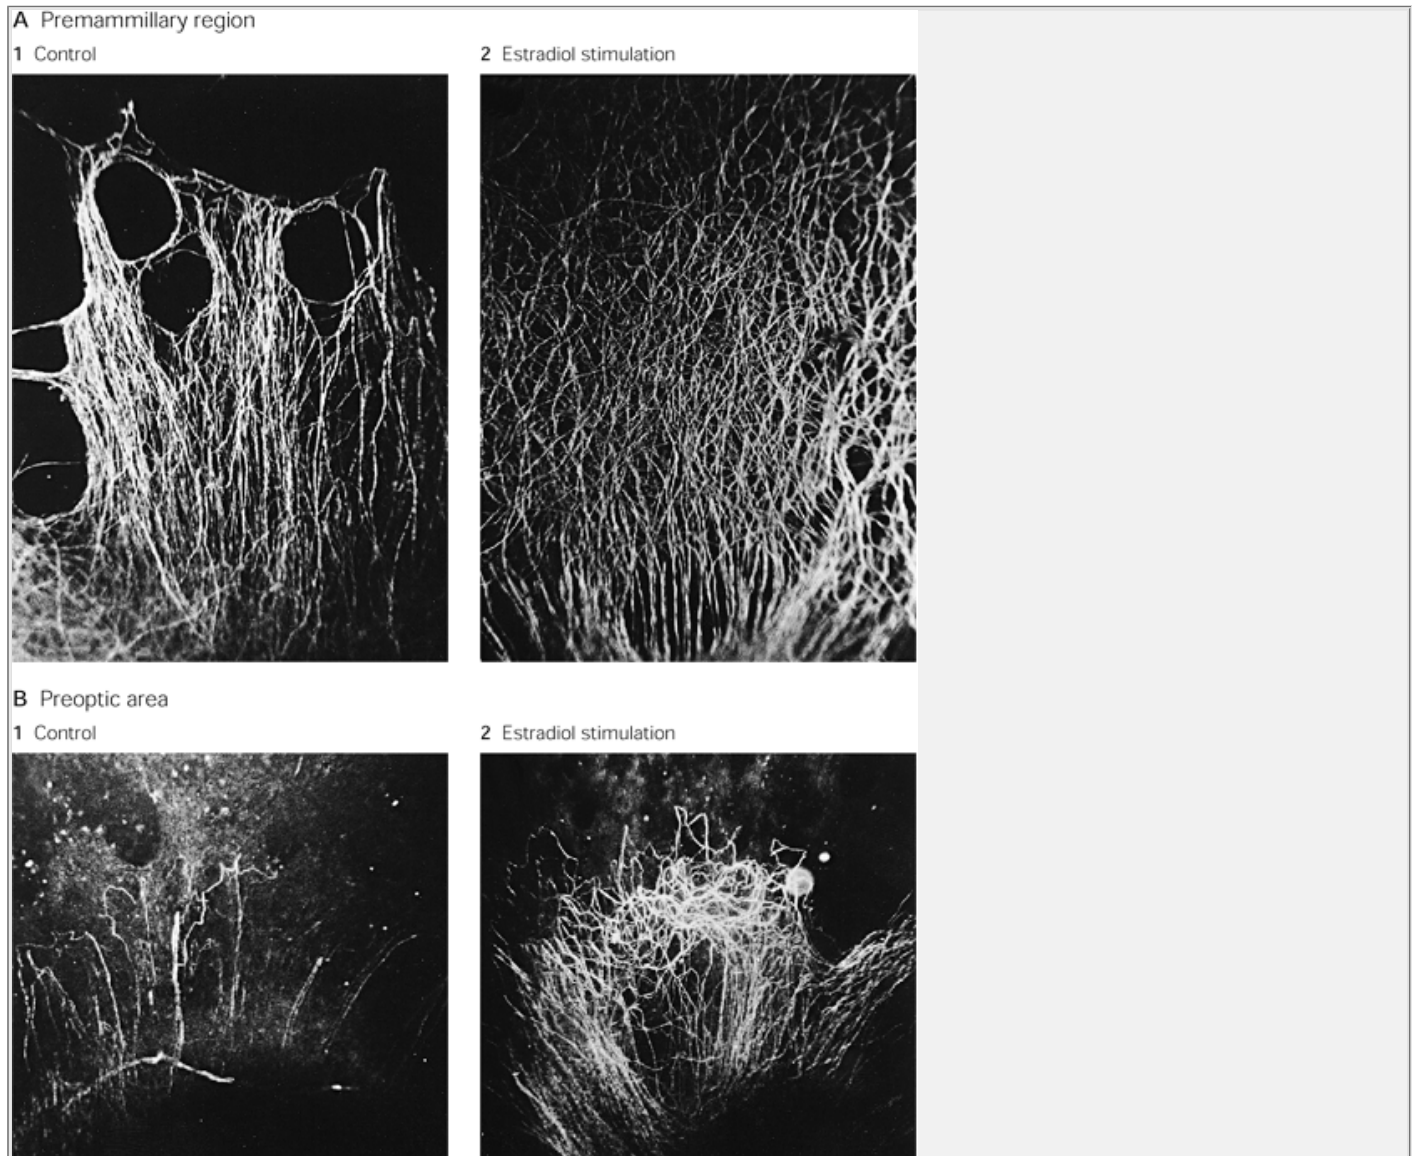 A Premammillary region
1 Control
2 Estradiol stimulation
B Preoptic area
1 Control
2 Estradiol stimulation